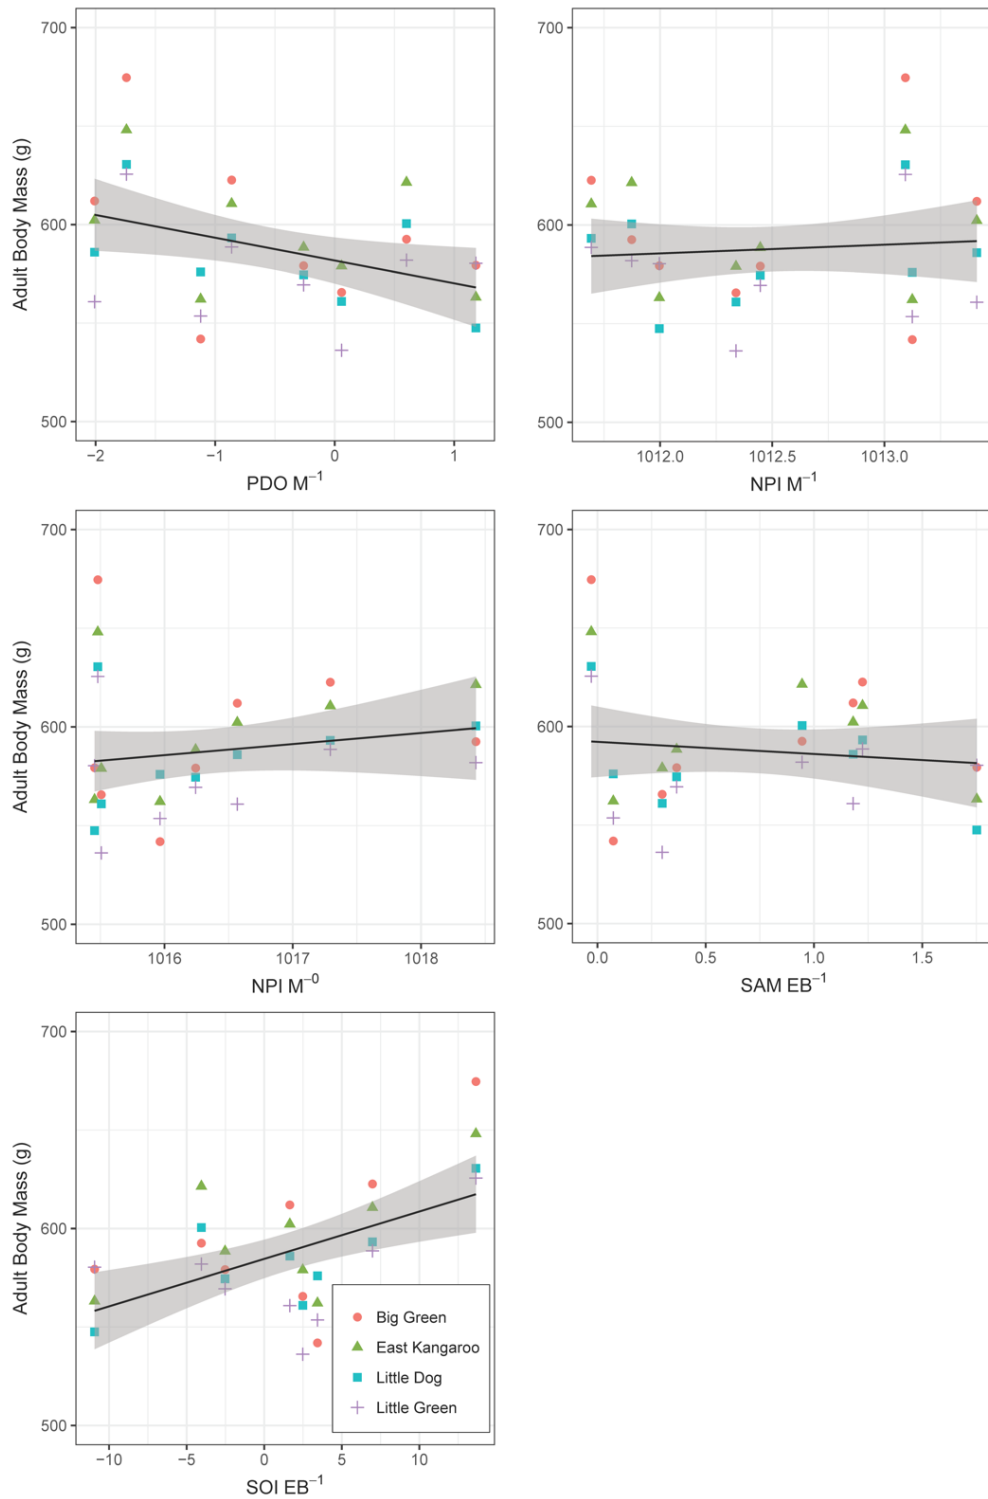 700
600
500
Adult Body Mass (g)
−2 −1 0 1
PDO M⁻¹
700
600
500
1012.0 1012.5 1013.0
NPI M⁻¹
700
600
500
Adult Body Mass (g)
1016 1017 1018
NPI M⁻⁰
700
600
500
0.0 0.5 1.0 1.5
SAM EB⁻¹
700
600
500
Adult Body Mass (g)
Big Green
East Kangaroo
Little Dog
Little Green
−10 −5 0 5 10
SOI EB⁻¹